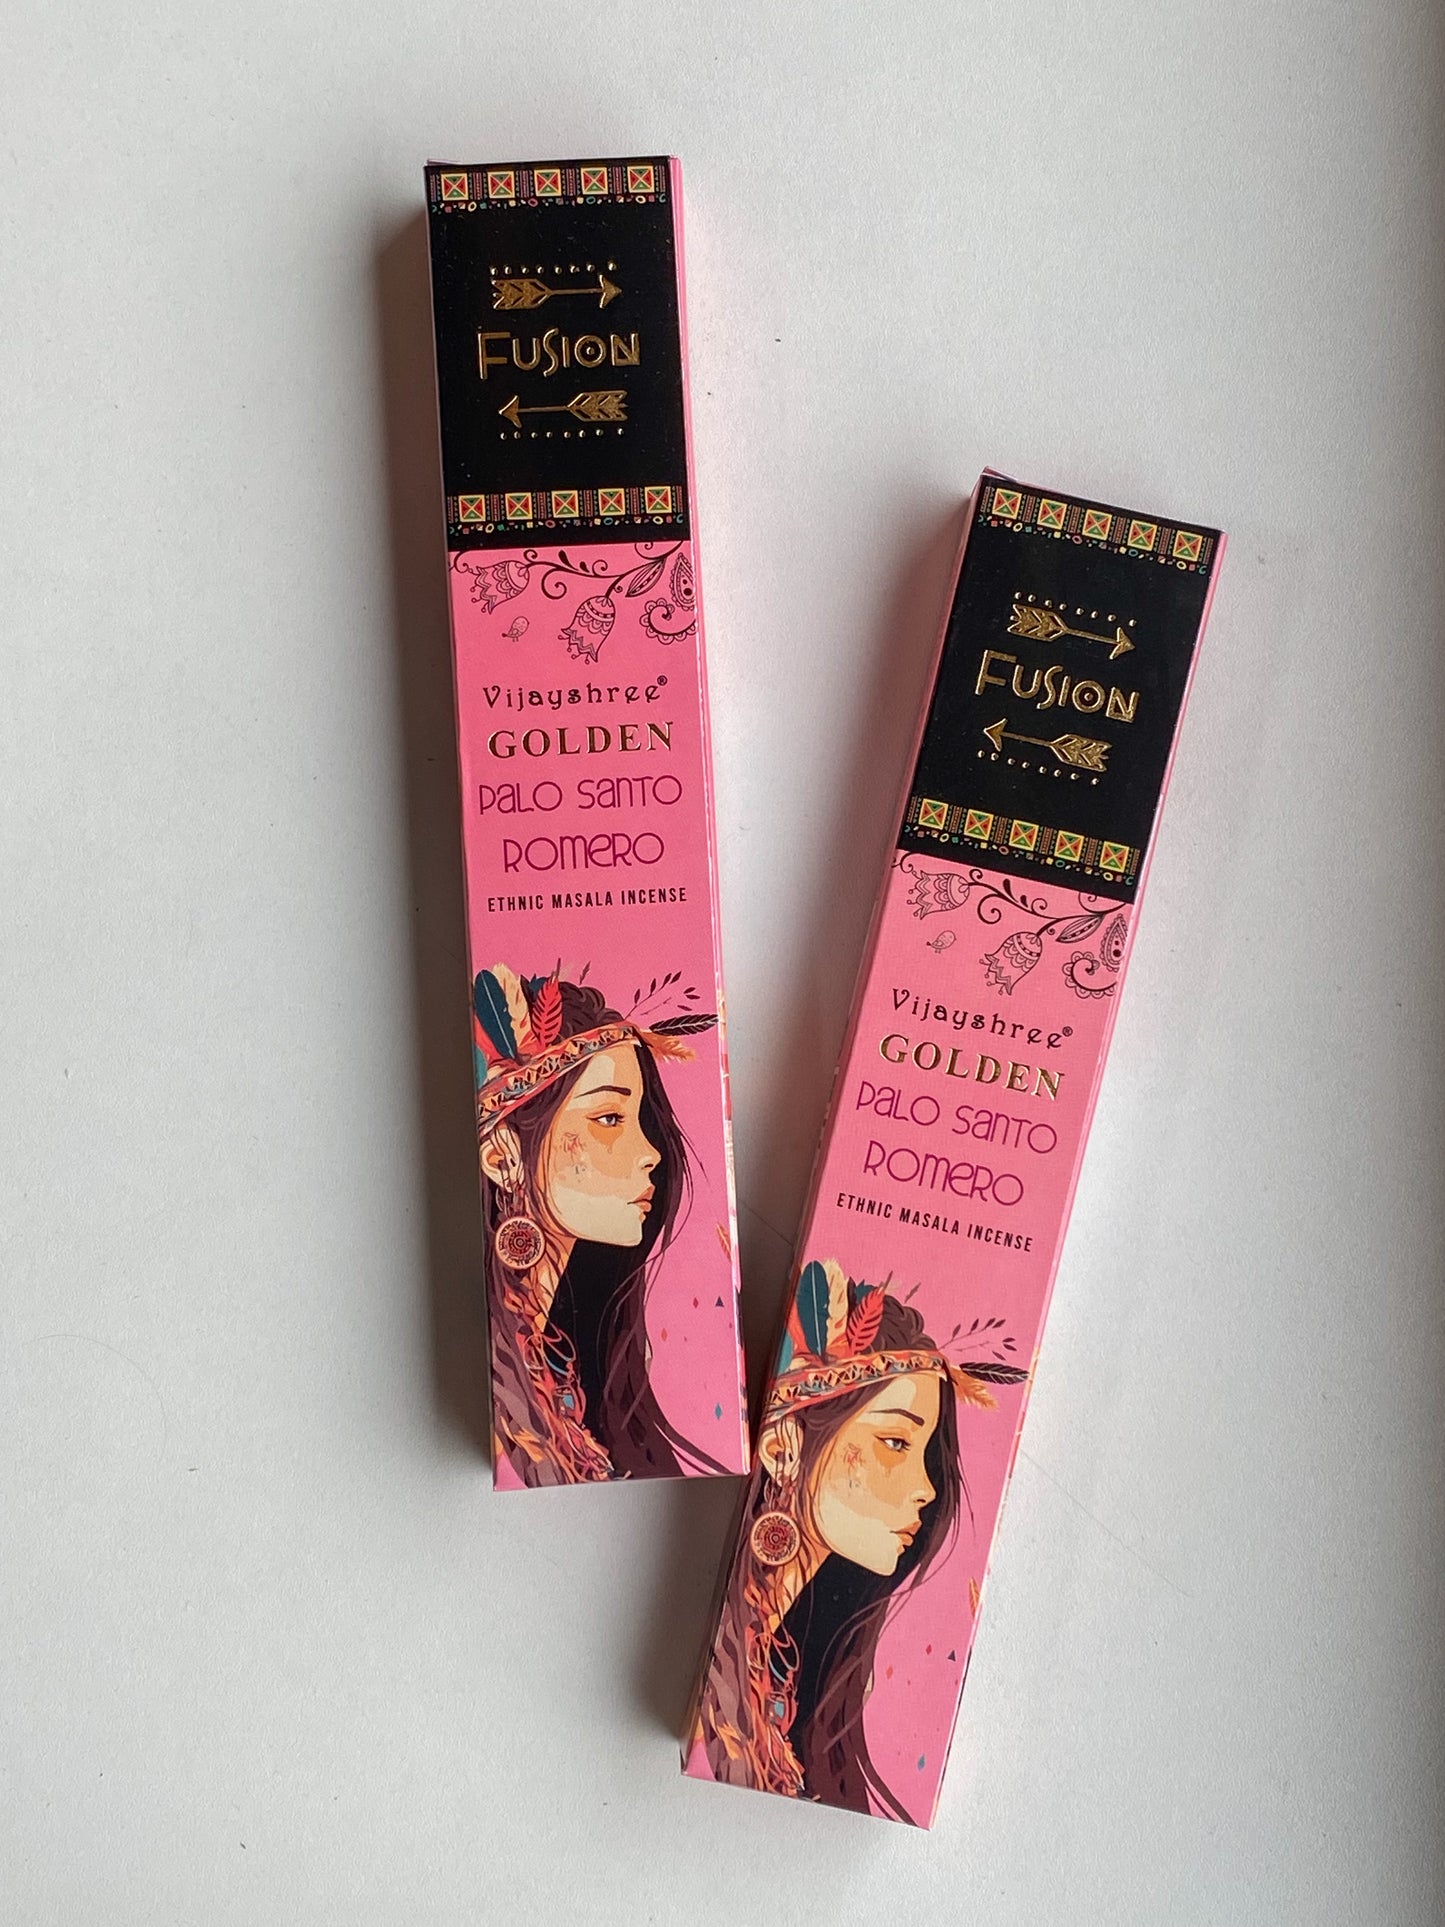 FUSION
Vijayshree®
GOLDEN
Palo Santo
Romero
ETHNIC MASALA INCENSE
FUSION
Vijayshree®
GOLDEN
Palo Santo
Romero
ETHNIC MASALA INCENSE